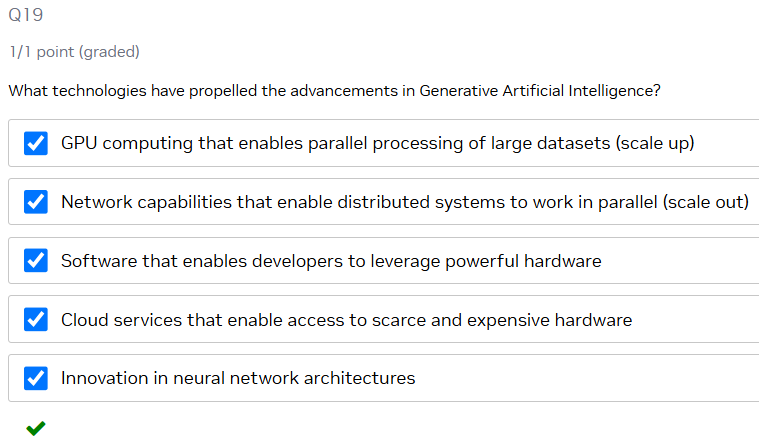 Q19
1/1 point (graded)
What technologies have propelled the advancements in Generative Artificial Intelligence?
GPU computing that enables parallel processing of large datasets (scale up)
Network capabilities that enable distributed systems to work in parallel (scale out)
Software that enables developers to leverage powerful hardware
Cloud services that enable access to scarce and expensive hardware
Innovation in neural network architectures